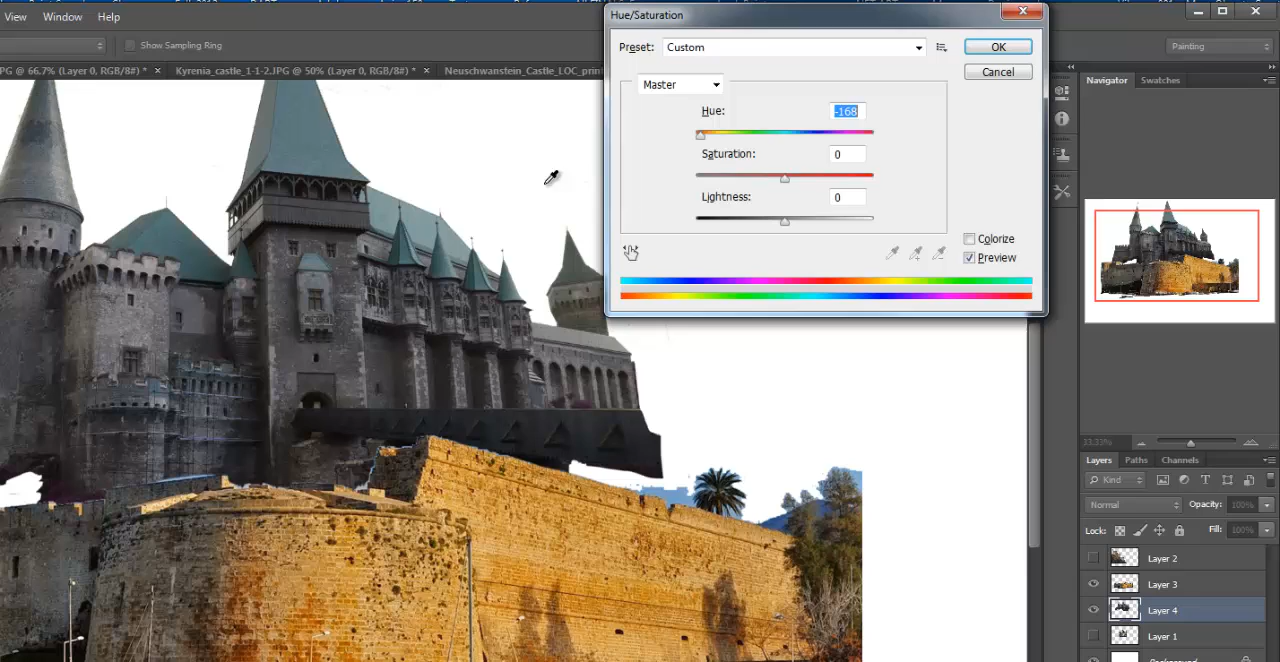 View Window Help
Hue/Saturation
Preset: Custom
OK
Show Sampling Ring
Painting
PG @ 66.7% (Layer 0, RGB/8#) * × Kyrenia_castle_1-1-2.JPG @ 50% (Layer 0, RGB/8#) * × Neuschwanstein_Castle_LOC_print
Cancel
Master
Navigator Swatches
Hue: -168
Saturation: 0
Lightness: 0
Colorize
Preview
33.33%
Layers Paths Channels
Kind
Normal Opacity: 100%
Lock: Fill: 100%
Layer 2
Layer 3
Layer 4
Layer 1
Background